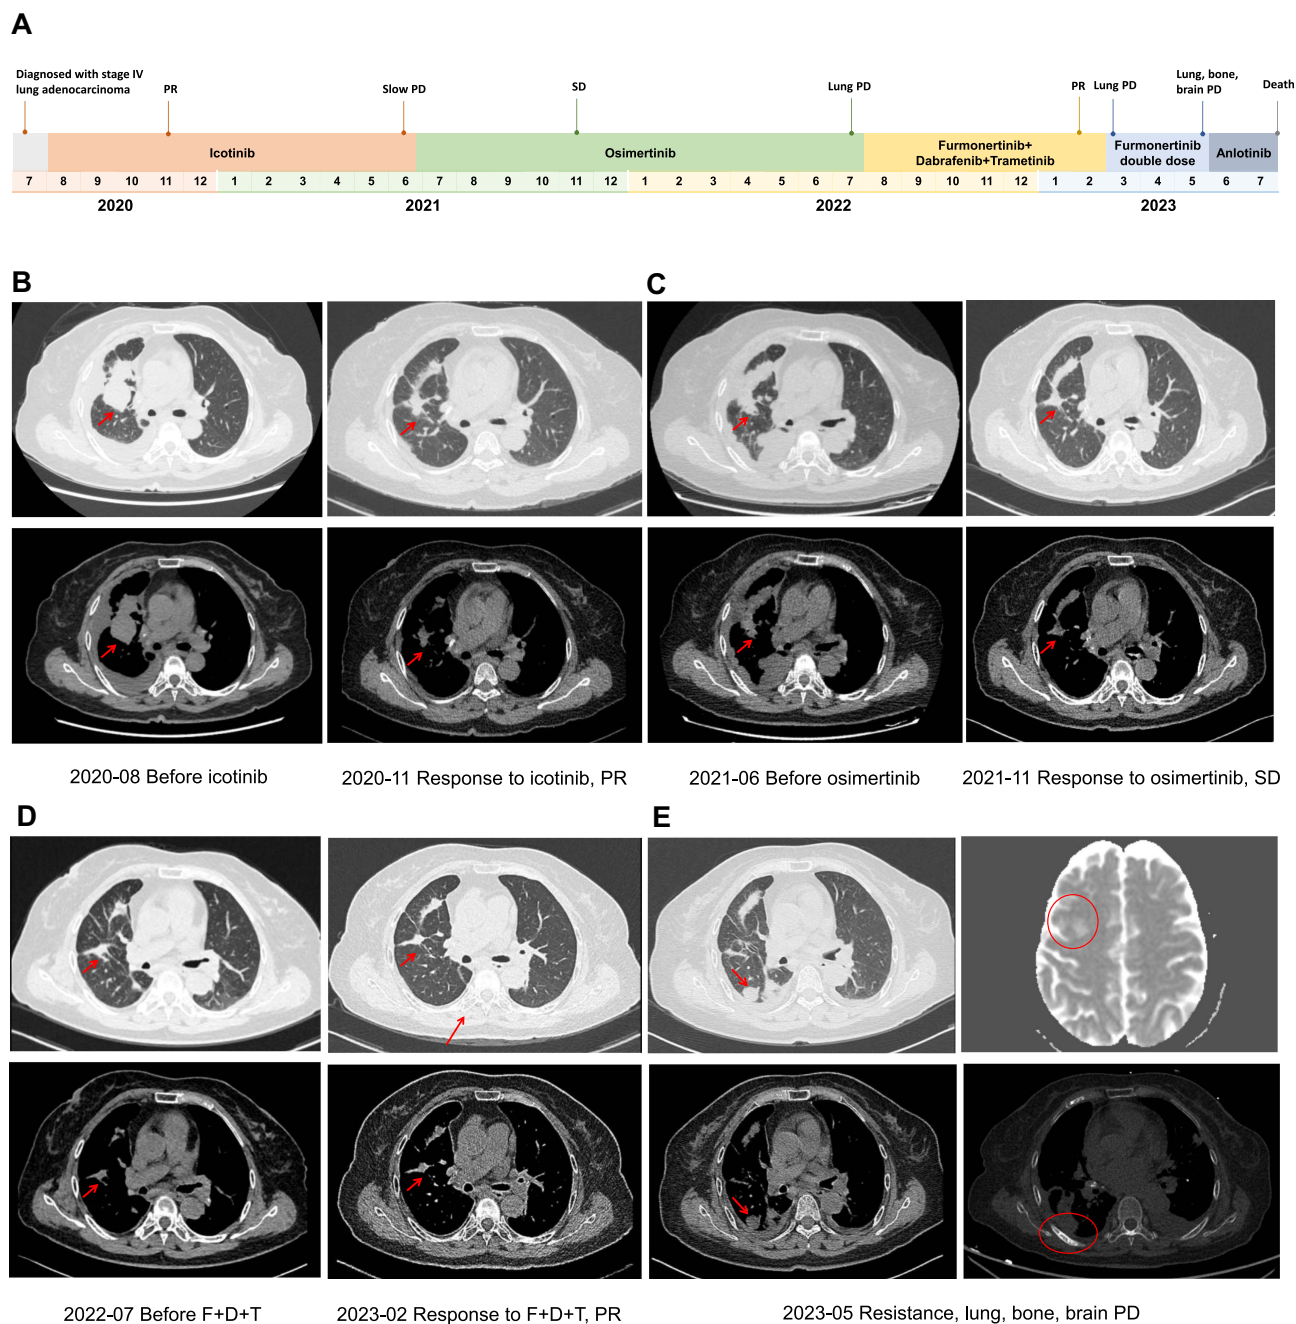 A
Diagnosed with stage IV
lung adenocarcinoma
PR
Slow PD
SD
Lung PD
PR
Lung PD
Lung, bone,
brain PD
Death
Icotinib
Osimertinib
Furmonertinib+
Dabrafenib+Trametinib
Furmonertinib
double dose
Anlotinib
7 8 9 10 11 12 1 2 3 4 5 6 7 8 9 10 11 12 1 2 3 4 5 6 7 8 9 10 11 12 1 2 3 4 5 6 7
2020 2021 2022 2023
B
C
2020-08 Before icotinib
2020-11 Response to icotinib, PR
2021-06 Before osimertinib
2021-11 Response to osimertinib, SD
D
E
2022-07 Before F+D+T
2023-02 Response to F+D+T, PR
2023-05 Resistance, lung, bone, brain PD